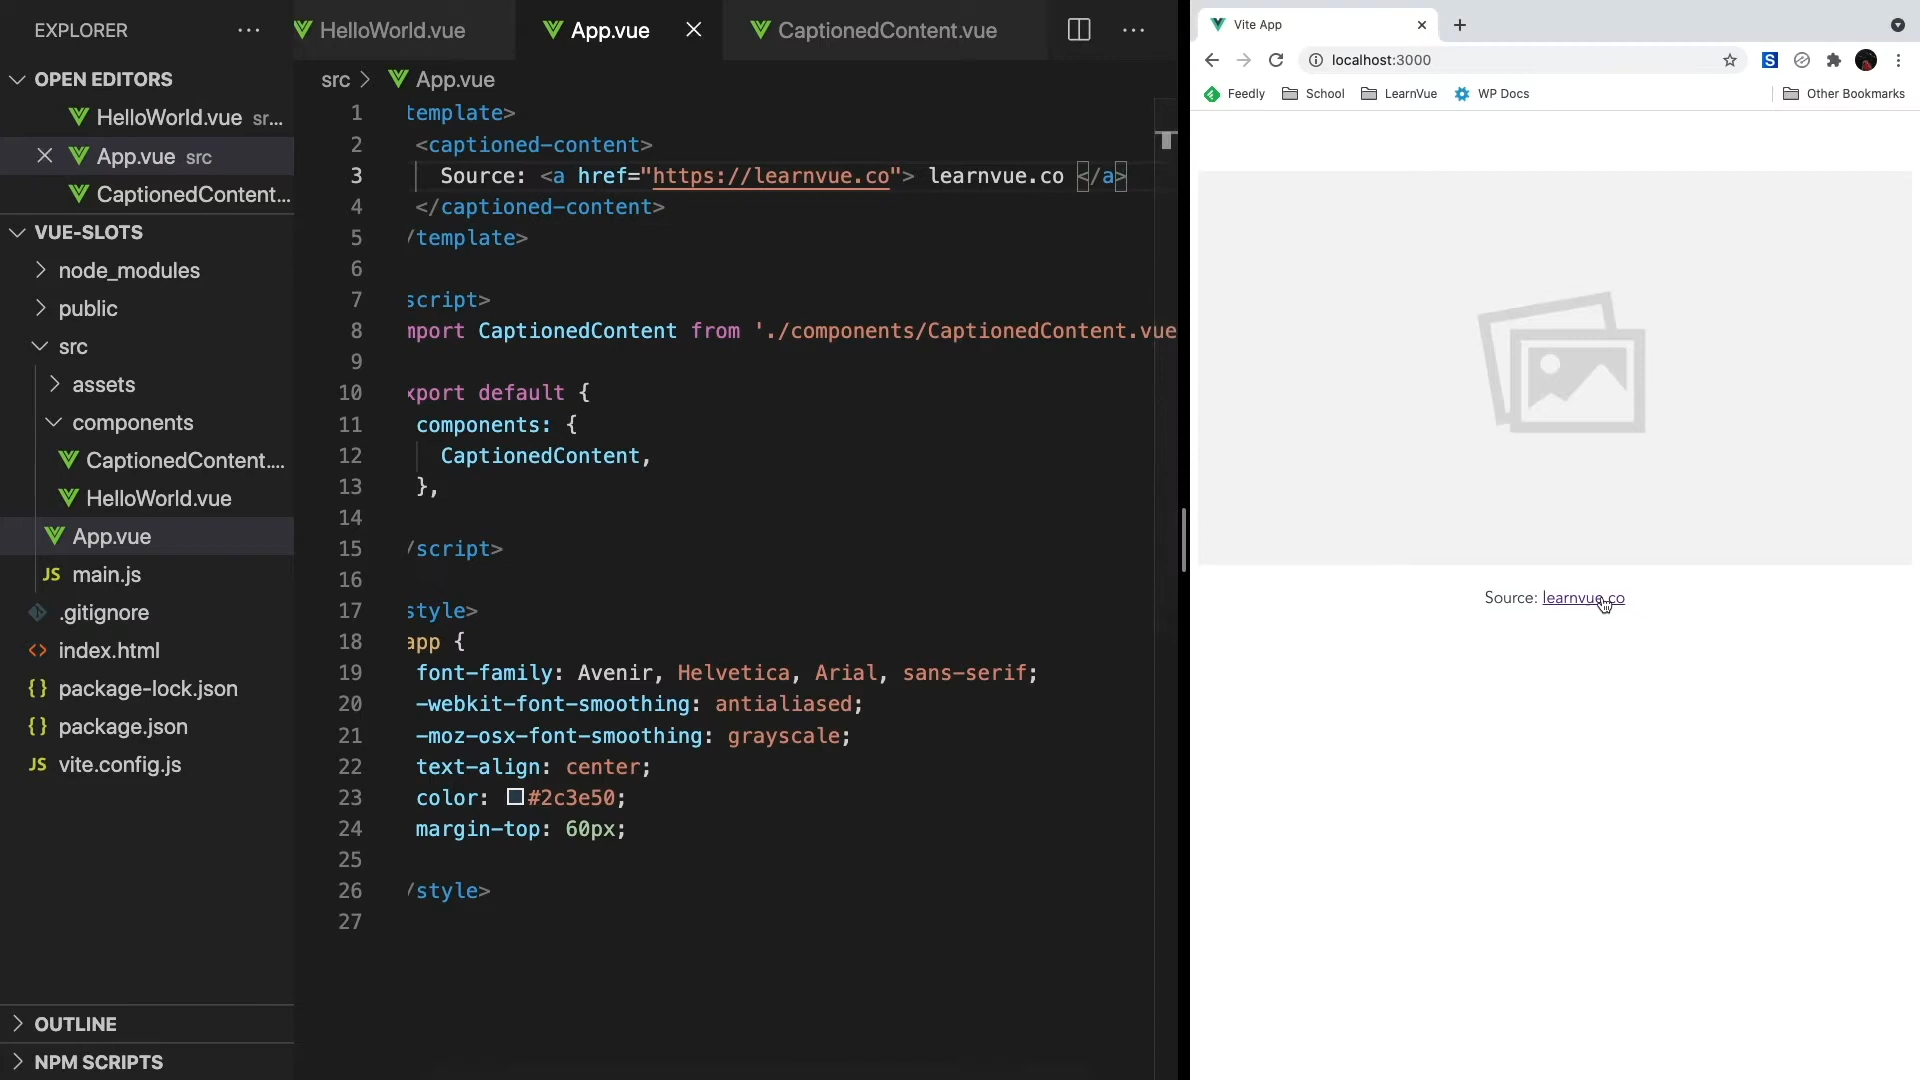 EXPLORER
OPEN EDITORS
HelloWorld.vue sr...
App.vue src
CaptionedContent...
VUE-SLOTS
node_modules
public
src
assets
components
CaptionedContent....
HelloWorld.vue
App.vue
JS main.js
.gitignore
<> index.html
{} package-lock.json
{} package.json
JS vite.config.js
OUTLINE
NPM SCRIPTS
HelloWorld.vue
App.vue
CaptionedContent.vue
src > App.vue
1 template>
2 <captioned-content>
3 Source: <a href="https://learnvue.co"> learnvue.co </a>
4 </captioned-content>
5 /template>
6
7 script>
8 mport CaptionedContent from './components/CaptionedContent.vue
9
10 xport default {
11 components: {
12 CaptionedContent,
13 },
14
15 /script>
16
17 style>
18 app {
19 font-family: Avenir, Helvetica, Arial, sans-serif;
20 -webkit-font-smoothing: antialiased;
21 -moz-osx-font-smoothing: grayscale;
22 text-align: center;
23 color: #2c3e50;
24 margin-top: 60px;
25
26 /style>
27
Vite App
localhost:3000
S
Feedly School LearnVue WP Docs Other Bookmarks
Source: learnvue.co